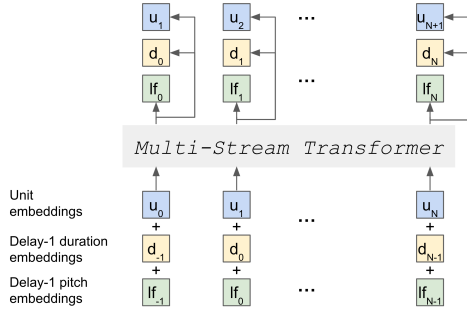 u1 u2 ... uN+1
d0 d1 dN
lf0 lf1 ... lfN
Multi-Stream Transformer
Unit embeddings u0 u1 ... uN
+ + +
Delay-1 duration embeddings d-1 d0 dN-1
+ + +
Delay-1 pitch embeddings lf-1 lf0 ... lfN-1